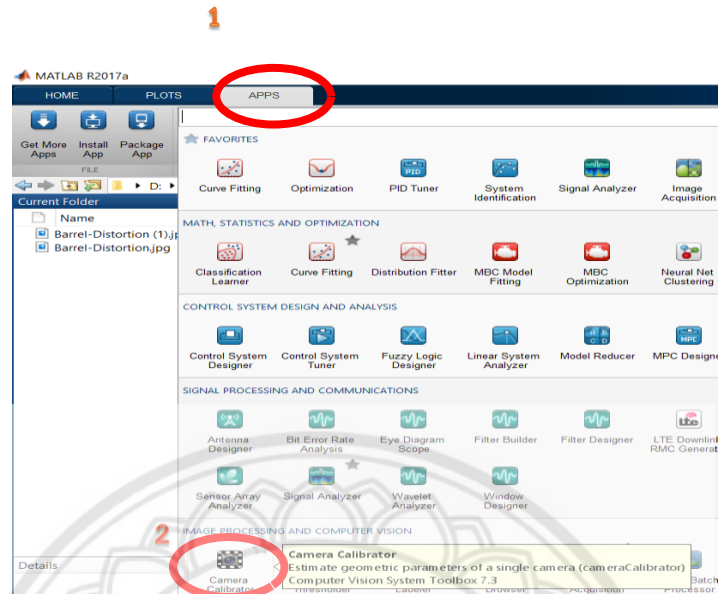 1
MATLAB R2017a
HOME PLOTS APPS
Get More Apps
Install App
Package App
FILE
D:
Current Folder
Name
Barrel-Distortion (1).j
Barrel-Distortion.jpg
FAVORITES
Curve Fitting
Optimization
PID
PID Tuner
System Identification
Signal Analyzer
Image Acquisition
MATH, STATISTICS AND OPTIMIZATION
Classification Learner
Curve Fitting
Distribution Fitter
MBC Model Fitting
MBC Optimization
Neural Net Clustering
CONTROL SYSTEM DESIGN AND ANALYSIS
Control System Designer
Control System Tuner
Fuzzy Logic Designer
Linear System Analyzer
Model Reducer
MPC
MPC Designe
SIGNAL PROCESSING AND COMMUNICATIONS
Antenna Designer
Bit Error Rate Analysis
Eye Diagram Scope
Filter Builder
Filter Designer
Lte
LTE Downlink
RMC Generat
Sensor Array Analyzer
Signal Analyzer
Wavelet Analyzer
Window Designer
2
IMAGE PROCESSING AND COMPUTER VISION
Camera Calibrator
Camera Calibrator
Estimate geometric parameters of a single camera (cameraCalibrator)
Computer Vision System Toolbox 7.3
Batch
Processor
Details